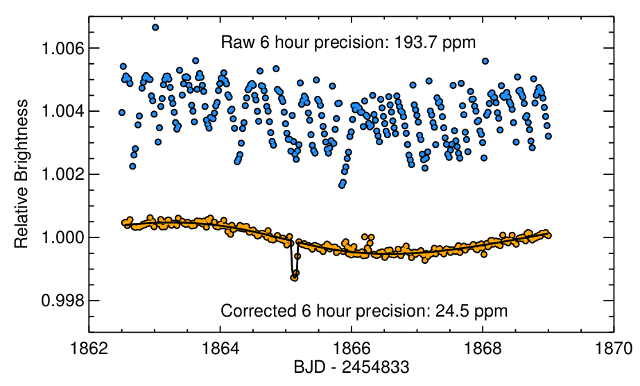 1.006
Raw 6 hour precision: 193.7 ppm
1.004
1.002
Relative Brightness
1.000
0.998
Corrected 6 hour precision: 24.5 ppm
1862 1864 1866 1868 1870
BJD - 2454833